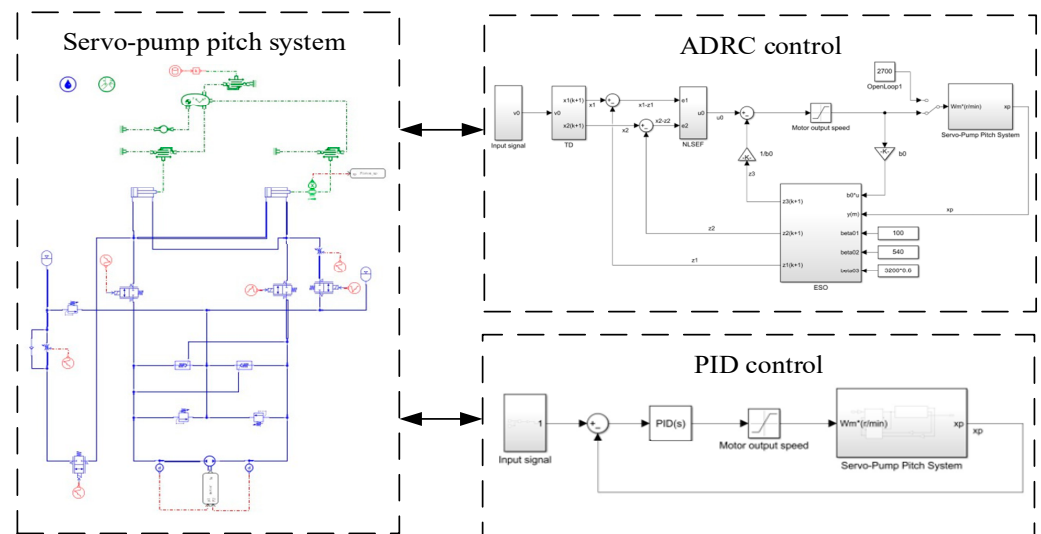 Servo-pump pitch system
ADRC control
2700
OpenLoop1
v0
Input signal
v0
x1(k+1)
x2(k+1)
TD
x1
x1-z1
x2
x2-z2
e1
e2
u0
NLSEF
u0
Motor output speed
Wm*(r/min)
xp
Servo-Pump Pitch System
-K-
1/b0
z3
-K-
b0
z3(k+1)
z2(k+1)
z1(k+1)
b0*u
y(m)
beta01
beta02
beta03
ESO
xp
100
540
3200*0.6
z2
z1
PID control
1
Input signal
PID(s)
Motor output speed
Wm*(r/min)
xp
xp
Servo-Pump Pitch System